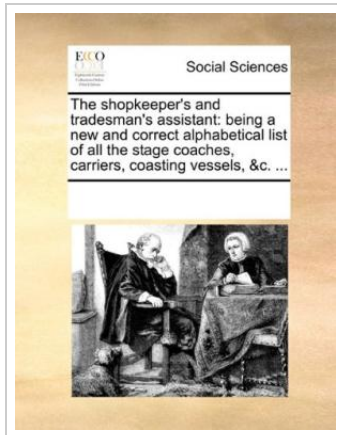 ECCO
Social Sciences
The shopkeeper's and
tradesman's assistant: being a
new and correct alphabetical list
of all the stage coaches,
carriers, coasting vessels, &c. ...